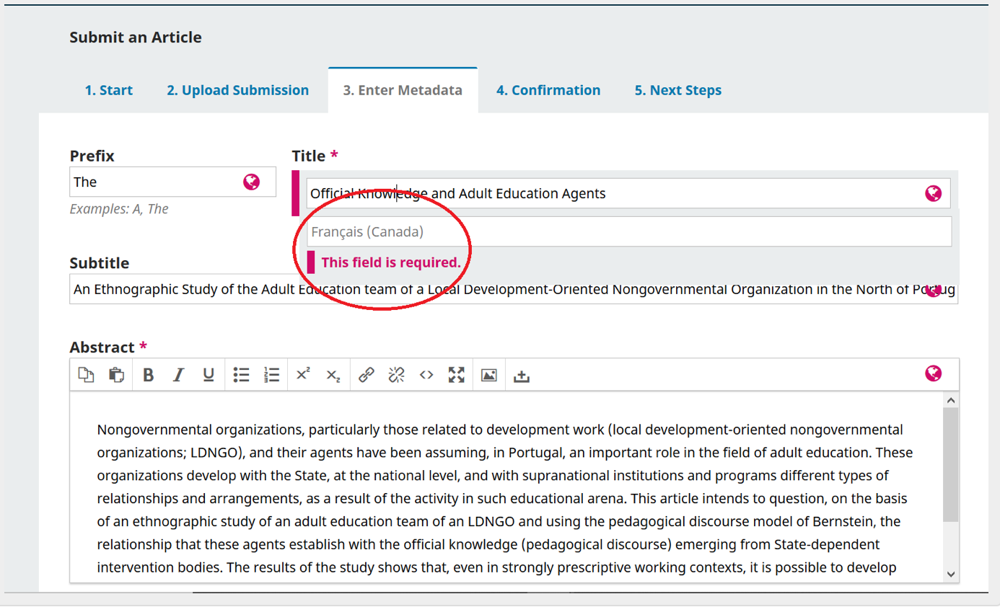 Submit an Article
1. Start 2. Upload Submission 3. Enter Metadata 4. Confirmation 5. Next Steps
Prefix
The
Examples: A, The
Title *
Official Knowledge and Adult Education Agents
Français (Canada)
This field is required.
Subtitle
An Ethnographic Study of the Adult Education team of a Local Development-Oriented Nongovernmental Organization in the North of Portug
Abstract *
Nongovernmental organizations, particularly those related to development work (local development-oriented nongovernmental
organizations; LDNGO), and their agents have been assuming, in Portugal, an important role in the field of adult education. These
organizations develop with the State, at the national level, and with supranational institutions and programs different types of
relationships and arrangements, as a result of the activity in such educational arena. This article intends to question, on the basis
of an ethnographic study of an adult education team of an LDNGO and using the pedagogical discourse model of Bernstein, the
relationship that these agents establish with the official knowledge (pedagogical discourse) emerging from State-dependent
intervention bodies. The results of the study shows that, even in strongly prescriptive working contexts, it is possible to develop